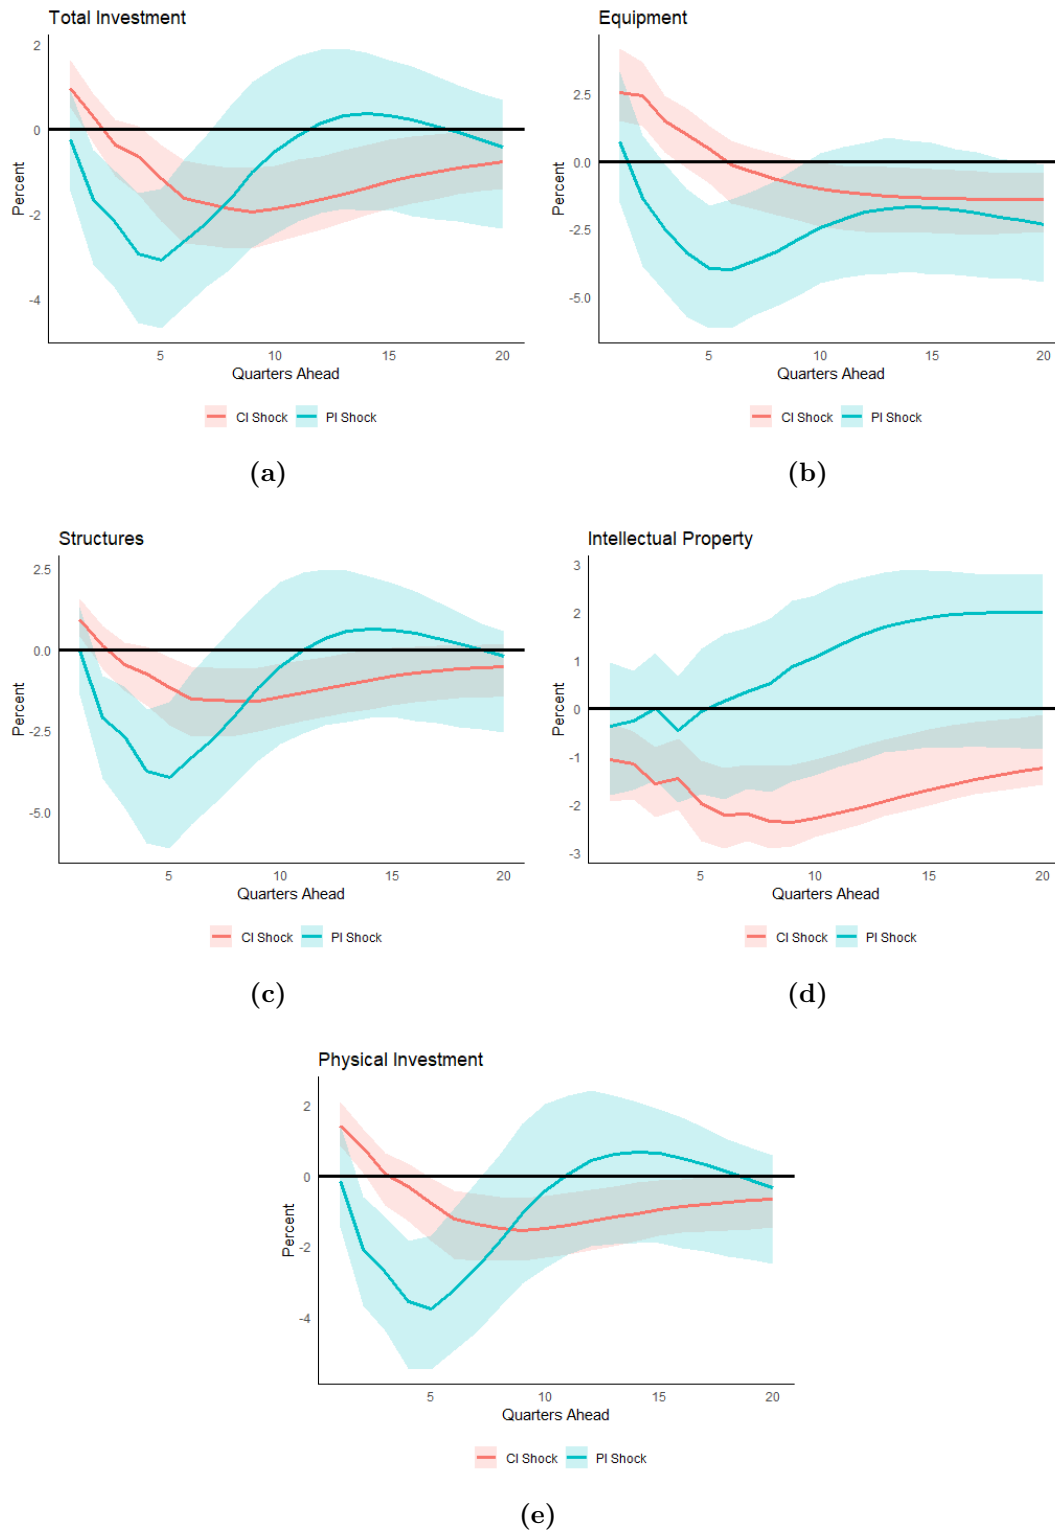 Total Investment
2
0
-2
-4
Percent
5
10
15
20
Quarters Ahead
CI Shock
PI Shock
(a)
Equipment
2.5
0.0
-2.5
-5.0
Percent
5
10
15
20
Quarters Ahead
CI Shock
PI Shock
(b)
Structures
2.5
0.0
-2.5
-5.0
Percent
5
10
15
20
Quarters Ahead
CI Shock
PI Shock
(c)
Intellectual Property
3
2
1
0
-1
-2
-3
Percent
5
10
15
20
Quarters Ahead
CI Shock
PI Shock
(d)
Physical Investment
2
0
-2
-4
Percent
5
10
15
20
Quarters Ahead
CI Shock
PI Shock
(e)